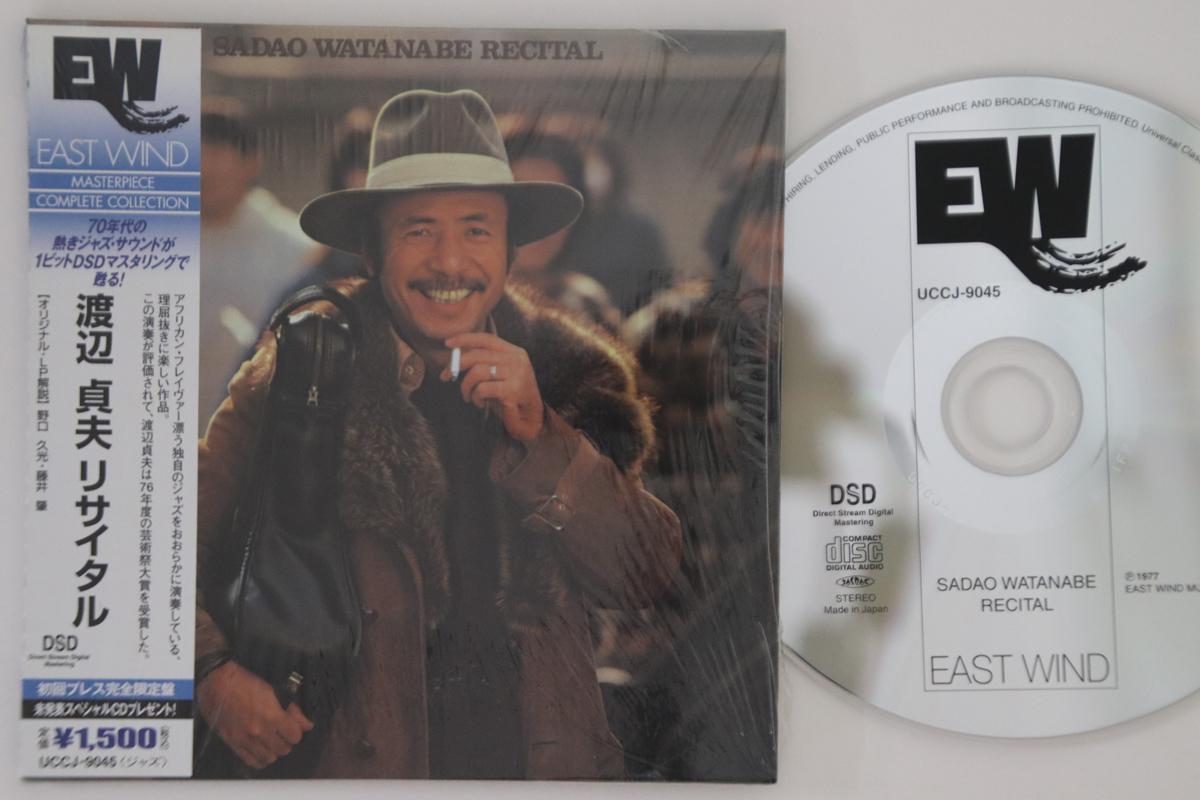 EW
EAST WIND
MASTERPIECE
COMPLETE COLLECTION
70年代の
熱きジャズ・サウンドが
1ビットDSDマスタリングで
甦る!
アフリカン・フレイヴァー漂う独自のジャズをおおらかに演奏している、
理屈抜きに楽しい作品。
この演奏が評価されて、渡辺貞夫は76年度の芸術祭大賞を受賞した。
渡辺 貞夫 リサイタル
【オリジナル・LP解説】野口 久光・藤井 肇
DSD
Direct Stream Digital
Mastering
初回プレス完全限定盤
未発表スペシャルCDプレゼント!
定価 ¥1,500
UCCJ-9045〈ジャズ〉
SADAO WATANABE RECITAL
HIRING, LENDING, PUBLIC PERFORMANCE AND BROADCASTING PROHIBITED Universal Clas
EW
UCCJ-9045
DSD
Direct Stream Digital
Mastering
COMPACT
disc
DIGITAL AUDIO
JASRAC
STEREO
Made in Japan
SADAO WATANABE
RECITAL
℗1977
EAST WIND MU
EAST WIND